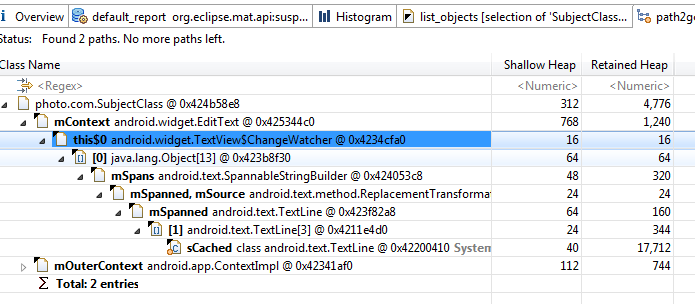 Overview default_report org.eclipse.mat.api:susp... Histogram list_objects [selection of 'SubjectClass... path2g
Status: Found 2 paths. No more paths left.
Class Name Shallow Heap Retained Heap
<Regex> <Numeric> <Numeric>
photo.com.SubjectClass @ 0x424b58e8 312 4,776
mContext android.widget.EditText @ 0x425344c0 768 1,240
this$0 android.widget.TextView$ChangeWatcher @ 0x4234cfa0 16 16
[0] java.lang.Object[13] @ 0x423b8f30 64 64
mSpans android.text.SpannableStringBuilder @ 0x424053c8 48 320
mSpanned, mSource android.text.method.ReplacementTransforma 24 24
mSpanned android.text.TextLine @ 0x423f82a8 64 160
[1] android.text.TextLine[3] @ 0x4211e4d0 24 344
sCached class android.text.TextLine @ 0x42200410 System 40 17,712
mOuterContext android.app.ContextImpl @ 0x42341af0 112 744
Σ Total: 2 entries